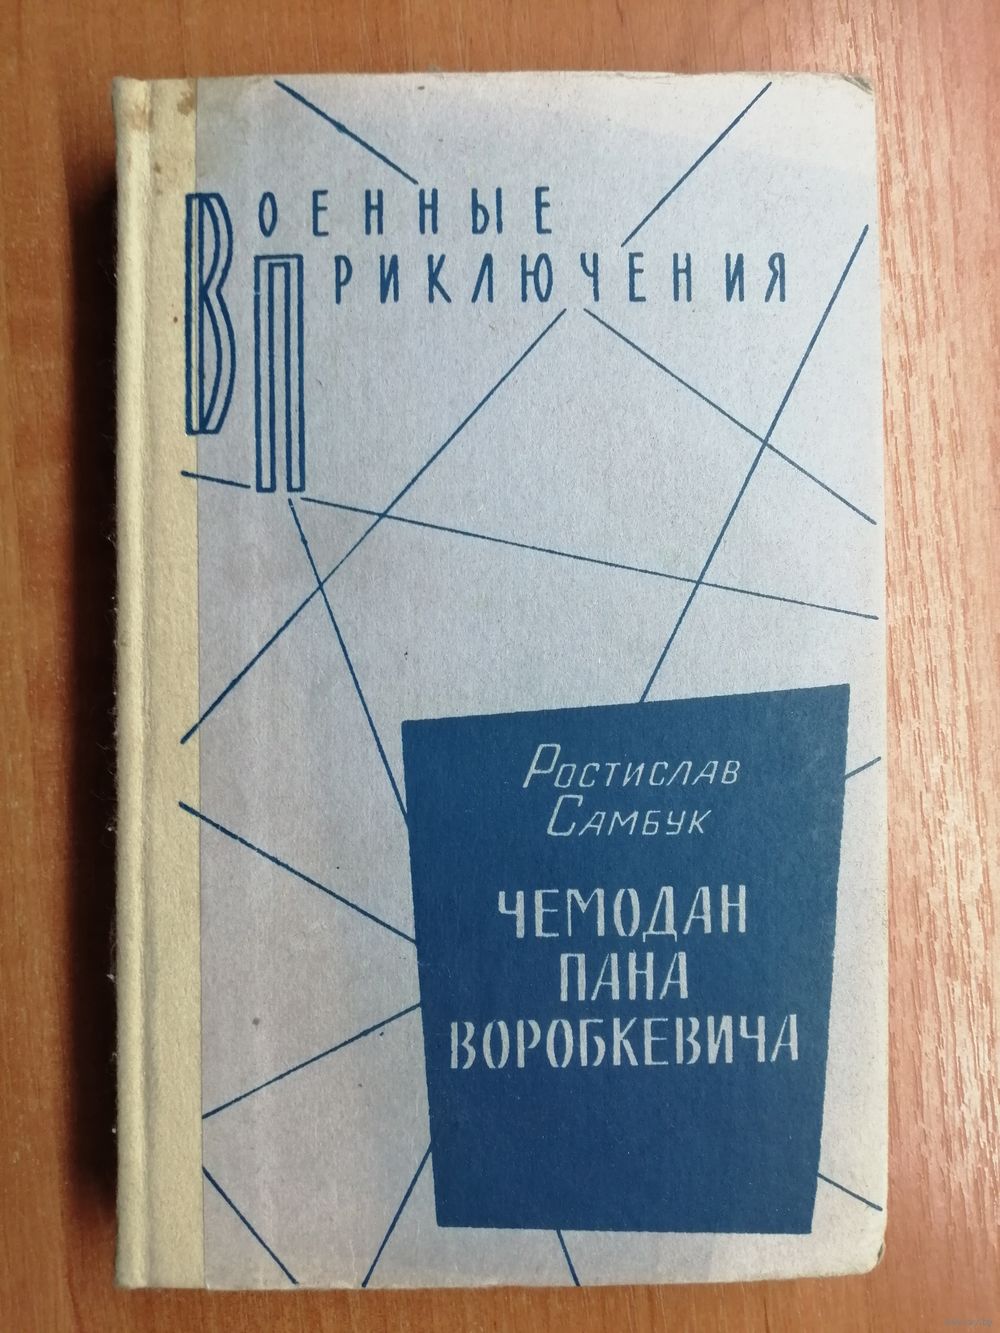 ВОЕННЫЕ
ПРИКЛЮЧЕНИЯ
РОСТИСЛАВ
САМБУК
ЧЕМОДАН
ПАНА
ВОРОБКЕВИЧА